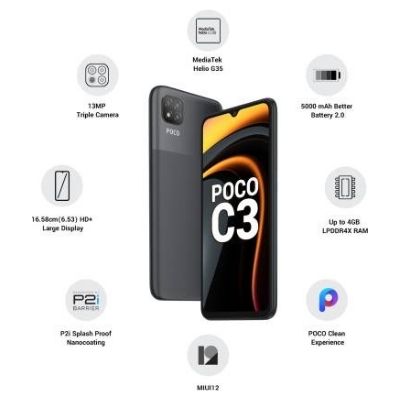 MediaTek
Helio G35
13MP
Triple Camera
5000 mAh Better
Battery 2.0
POCO
POCO
C3
16.58cm(6.53) HD+
Large Display
Up to 4GB
LPDDR4X RAM
P2i
BARRIER
P2i Splash Proof
Nanocoating
POCO Clean
Experience
MIUI12